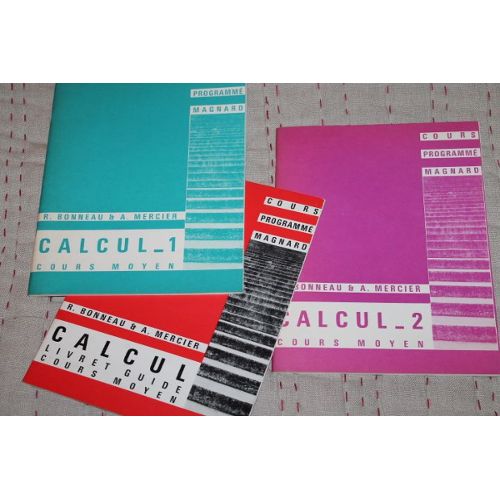 PROGRAMMÉ
MAGNARD
R. BONNEAU & A. MERCIER
CALCUL_1
COURS MOYEN
COURS
PROGRAMMÉ
MAGNARD
R. BONNEAU & A. MERCIER
CALCUL
LIVRET GUIDE
COURS MOYEN
COURS
PROGRAMMÉ
MAGNARD
BONNEAU & A. MERCIER
CALCUL_2
COURS MOYEN